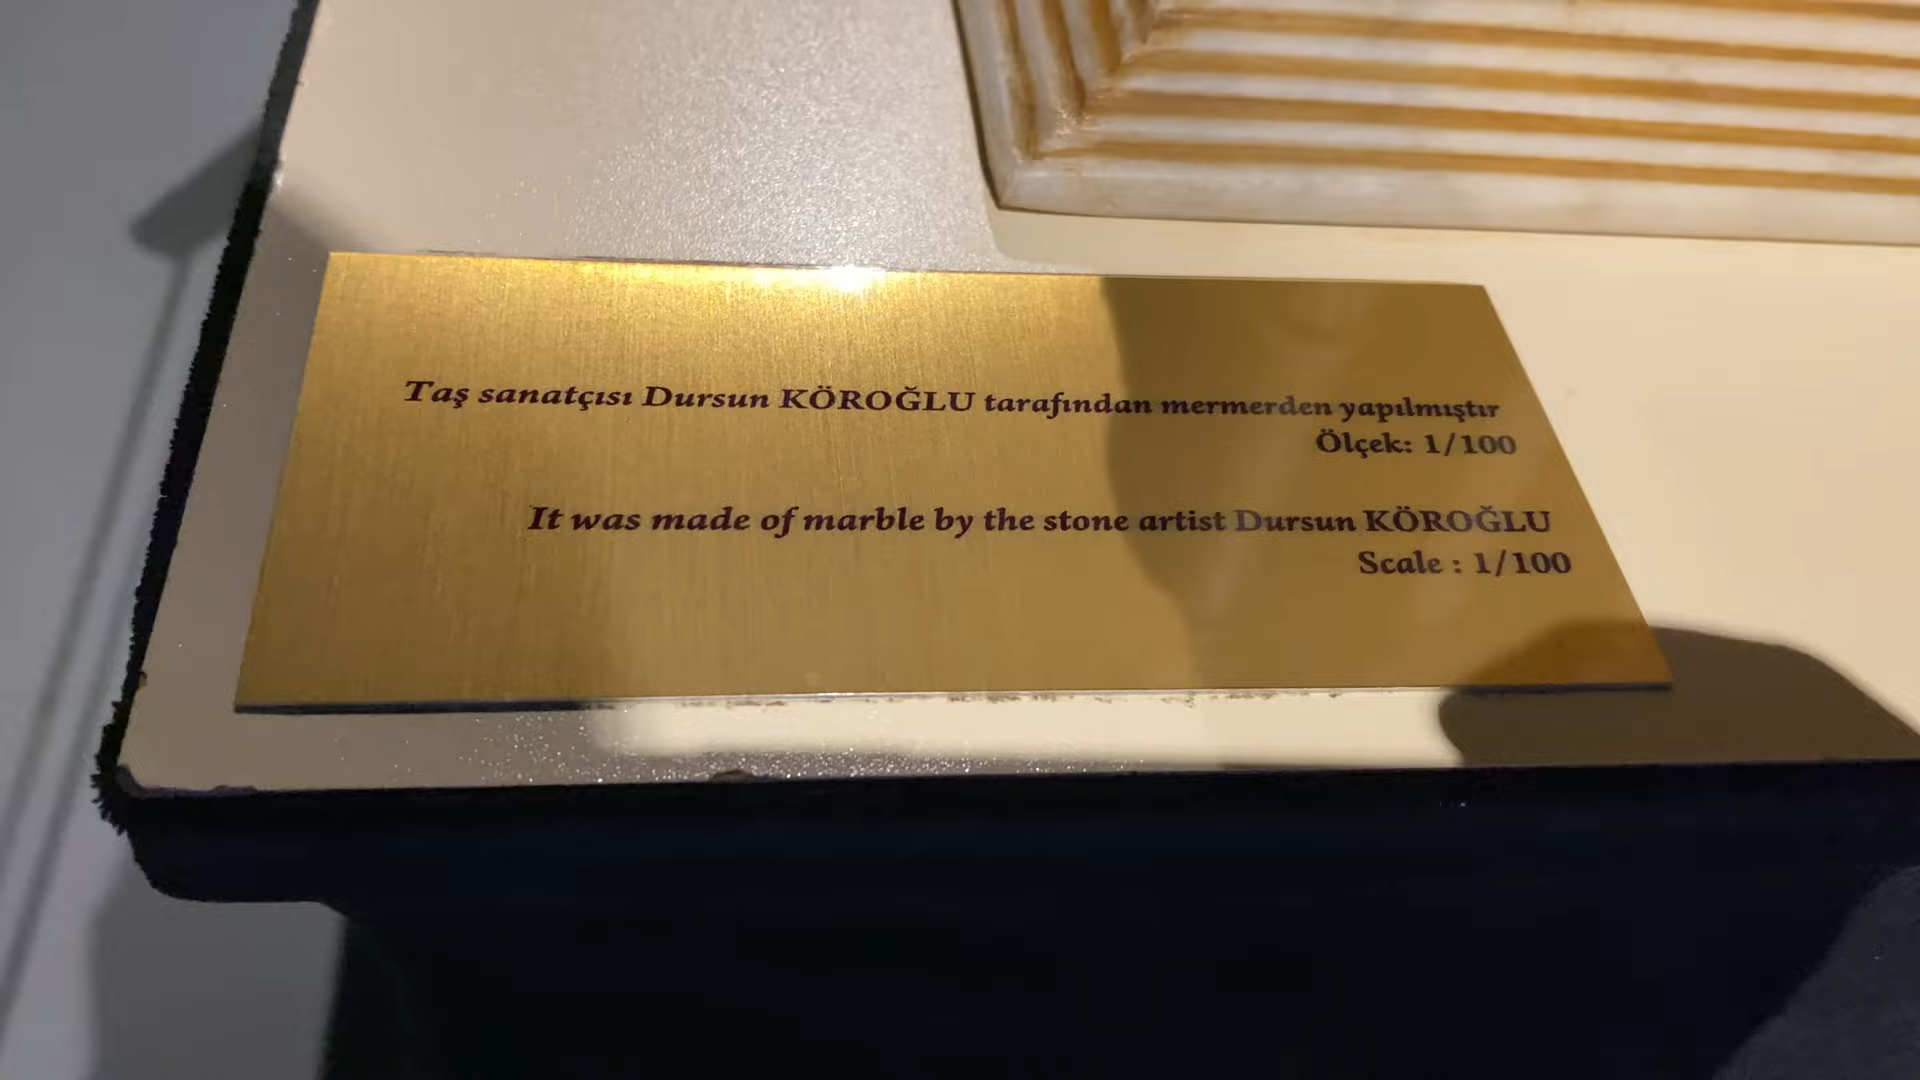 Taş sanatçısı Dursun KÖROĞLU tarafından mermerden yapılmıştır
Ölçek: 1/100
It was made of marble by the stone artist Dursun KÖROĞLU
Scale : 1/100